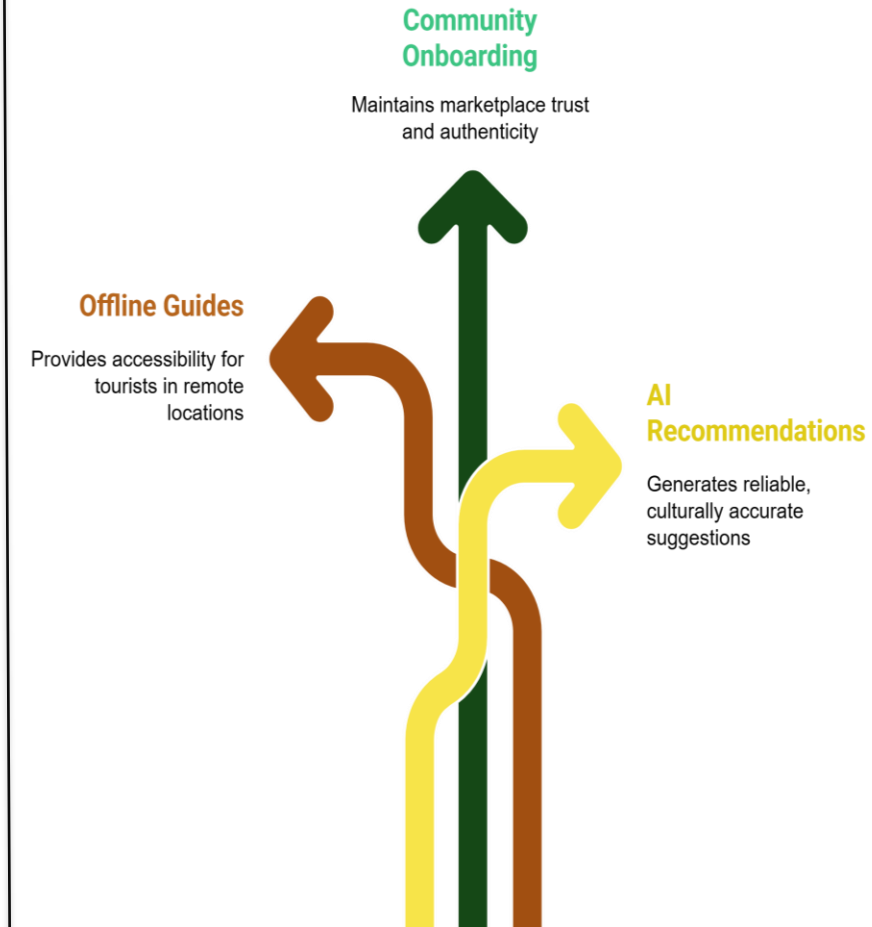 Community
Onboarding
Maintains marketplace trust
and authenticity
Offline Guides
Provides accessibility for
tourists in remote
locations
AI
Recommendations
Generates reliable,
culturally accurate
suggestions